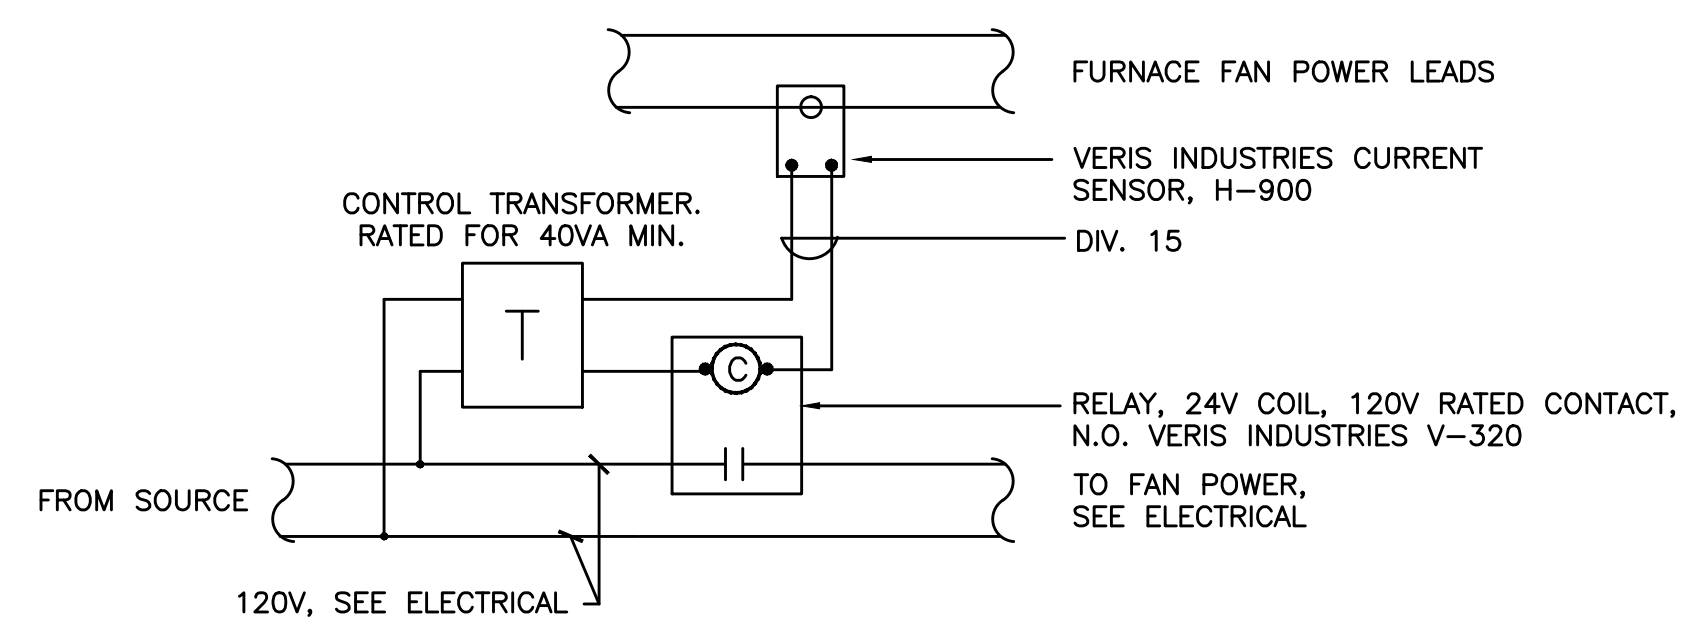 FURNACE FAN POWER LEADS
VERIS INDUSTRIES CURRENT
SENSOR, H-900
CONTROL TRANSFORMER.
RATED FOR 40VA MIN.
DIV. 15
T
C
RELAY, 24V COIL, 120V RATED CONTACT,
N.O. VERIS INDUSTRIES V-320
FROM SOURCE
TO FAN POWER,
SEE ELECTRICAL
120V, SEE ELECTRICAL